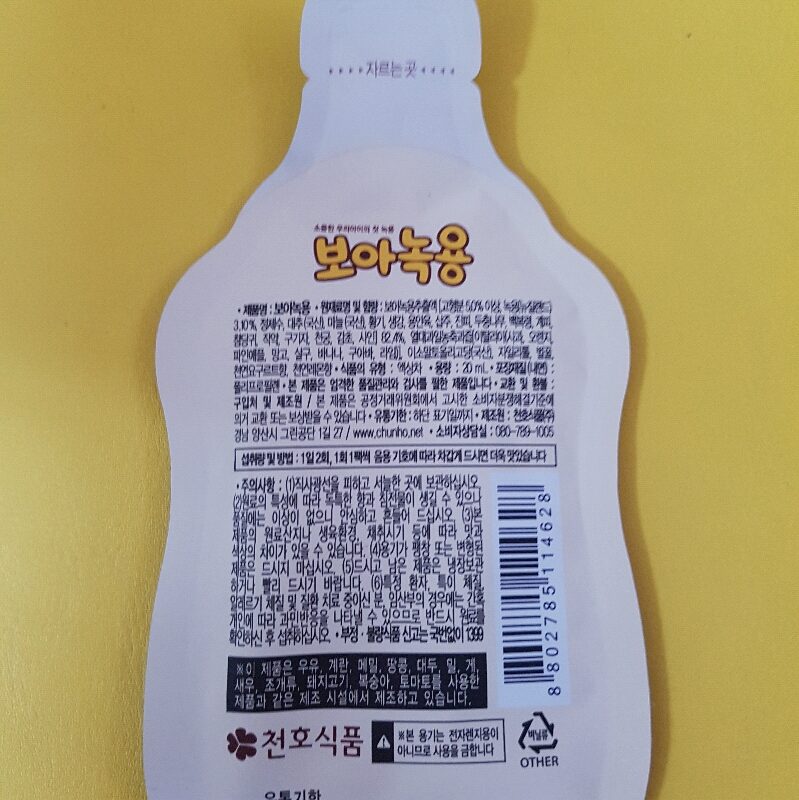 자르는곳
소중한 우리아이의 첫 녹용
보아녹용
• 제품명 : 보아녹용 • 원재료명 및 함량 : 보아녹용추출액 [고형분 5.0% 이상, 녹용(뉴질랜드)
3.10%, 정제수, 대추(국산), 마늘(국산), 황기, 생강, 용안육, 삽주, 진피, 두충나무, 백복령, 계피,
참당귀, 작약, 구기자, 천궁, 감초, 사인] 82.4%, 열대과일농축과즙[이탈리아(사과, 오렌지,
파인애플, 망고, 살구, 바나나, 구아바, 라임)], 이소말토올리고당(국산), 자일리톨, 벌꿀,
천연요구르트향, 천연레몬향 • 식품의 유형 : 액상차 • 용량 : 20 mL • 포장재질(내면) :
폴리프로필렌 • 본 제품은 엄격한 품질관리와 검사를 필한 제품입니다. • 교환 및 환불 :
구입처 및 제조원 / 본 제품은 공정거래위원회에서 고시한 소비자분쟁해결기준에
의거 교환 또는 보상받을 수 있습니다 • 유통기한 : 하단 표기일까지 • 제조원 : 천호식품(주)
경남 양산시 그린공단 1길 27 / www.chunho.net • 소비자상담실 : 080-789-1005
섭취량 및 방법 : 1일 2회, 1회 1팩씩 음용 기호에 따라 차갑게 드시면 더욱 맛있습니다
• 주의사항 : (1)직사광선을 피하고 서늘한 곳에 보관하십시오.
(2)원료의 특성에 따라 독특한 향과 침전물이 생길 수 있으나
품질에는 이상이 없으니 안심하고 흔들어 드십시오. (3)본
제품의 원료산지나 생육환경, 채취시기 등에 따라 맛과
색상의 차이가 있을 수 있습니다. (4)용기가 팽창 또는 변형된
제품은 드시지 마십시오. (5)드시고 남은 제품은 냉장보관
하거나 빨리 드시기 바랍니다. (6)특정 환자, 특이 체질,
알레르기 체질 및 질환 치료 중이신 분, 임산부의 경우에는 간혹
개인에 따라 과민반응을 나타낼 수 있으므로 반드시 원료를
확인하신 후 섭취하십시오. • 부정·불량식품 신고는 국번없이 1399
8 802785 114628
※이 제품은 우유, 계란, 메밀, 땅콩, 대두, 밀, 게,
새우, 조개류, 돼지고기, 복숭아, 토마토를 사용한
제품과 같은 제조 시설에서 제조하고 있습니다.
천호식품
※본 용기는 전자렌지용이
아니므로 사용을 금합니다
비닐류
OTHER
유통기한